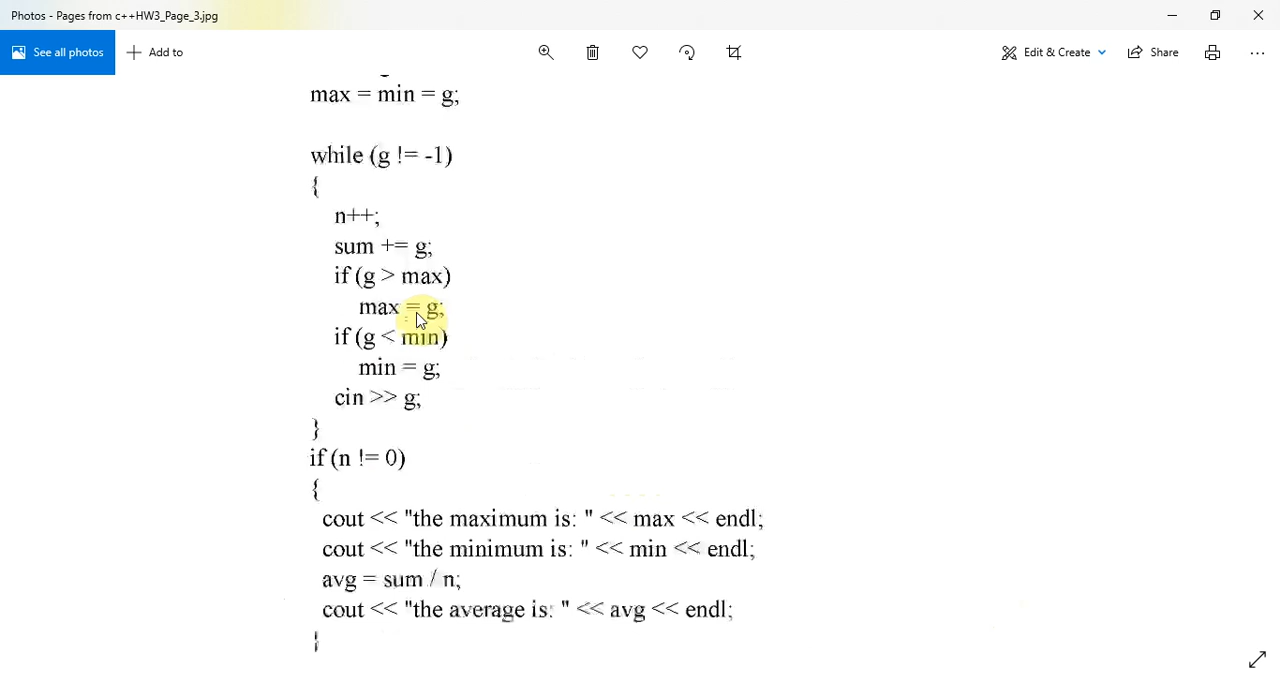 Photos - Pages from c++HW3_Page_3.jpg
See all photos
Add to
Edit & Create
Share
max = min = g;
while (g != -1)
{
n++;
sum += g;
if (g > max)
max = g;
if (g < min)
min = g;
cin >> g;
}
if (n != 0)
{
cout << "the maximum is: " << max << endl;
cout << "the minimum is: " << min << endl;
avg = sum / n;
cout << "the average is: " << avg << endl;
}